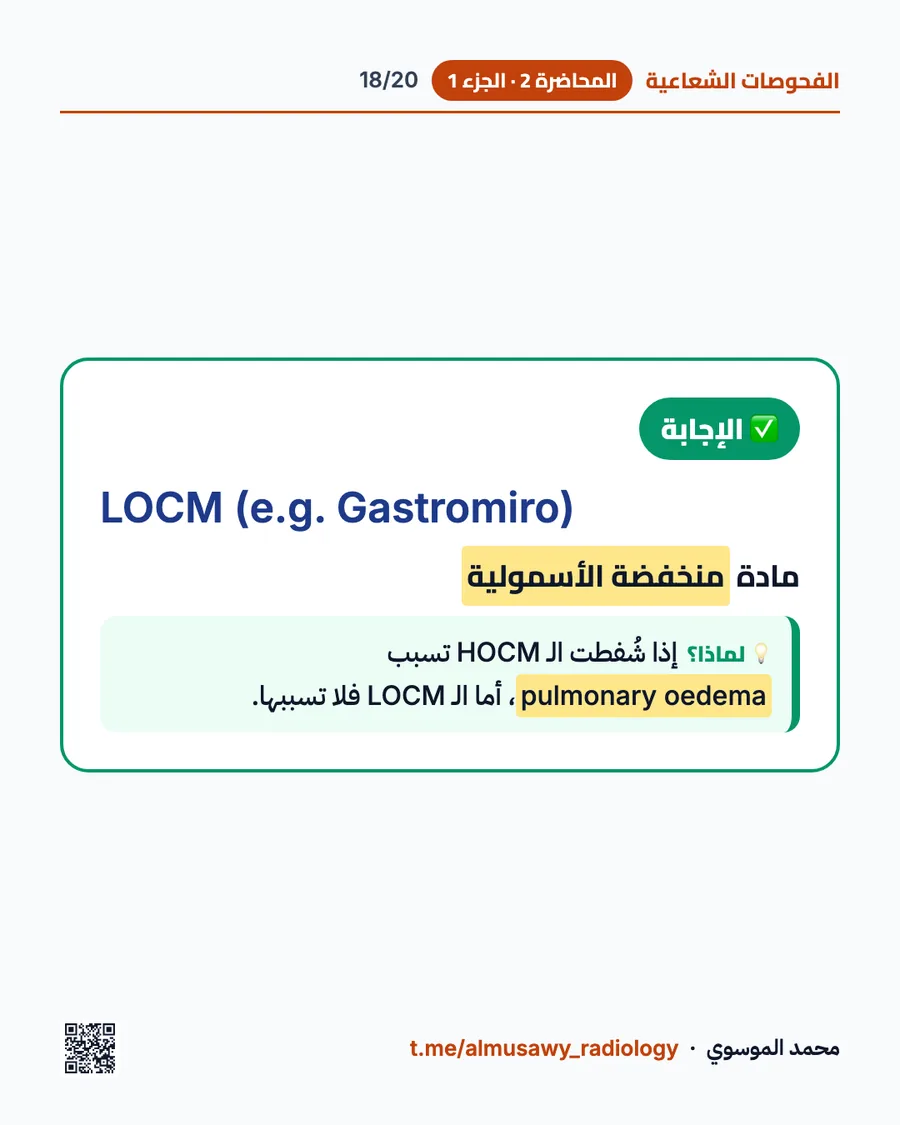 الفحوصات الشعاعية المحاضرة 2 · الجزء 1 18/20
✅ الإجابة
LOCM (e.g. Gastromiro)
مادة منخفضة الأسمولية
💡 لماذا؟ إذا شُفطت الـ HOCM تسبب
pulmonary oedema، أما الـ LOCM فلا تسببها.
محمد الموسوي · t.me/almusawy_radiology